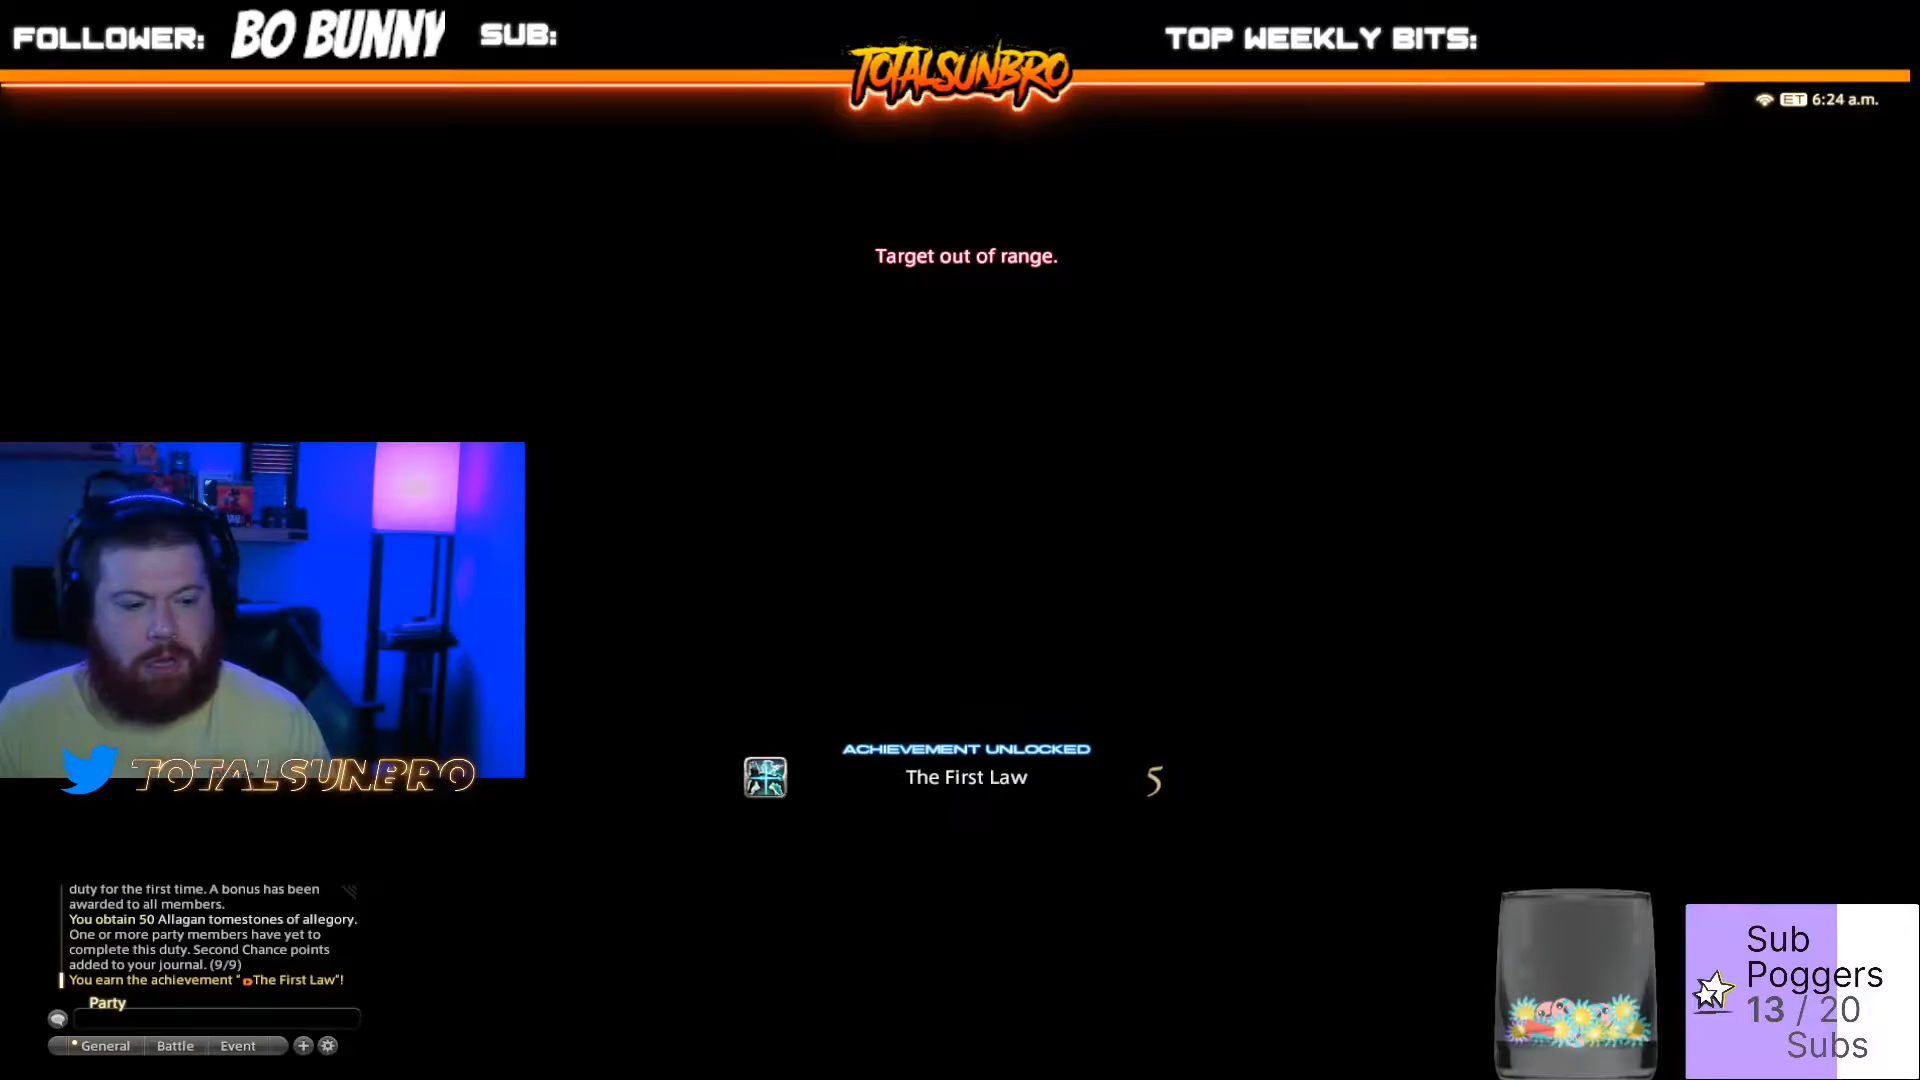 FOLLOWER: BO BUNNY SUB: TOP WEEKLY BITS:
TOTALSUNBRO
ET 6:24 a.m.
Target out of range.
TOTALSUNBRO
ACHIEVEMENT UNLOCKED
The First Law
5
duty for the first time. A bonus has been
awarded to all members.
You obtain 50 Allagan tomestones of allegory.
One or more party members have yet to
complete this duty. Second Chance points
added to your journal. (9/9)
You earn the achievement "The First Law"!
Party
General Battle Event
Sub
Poggers
13 / 20
Subs